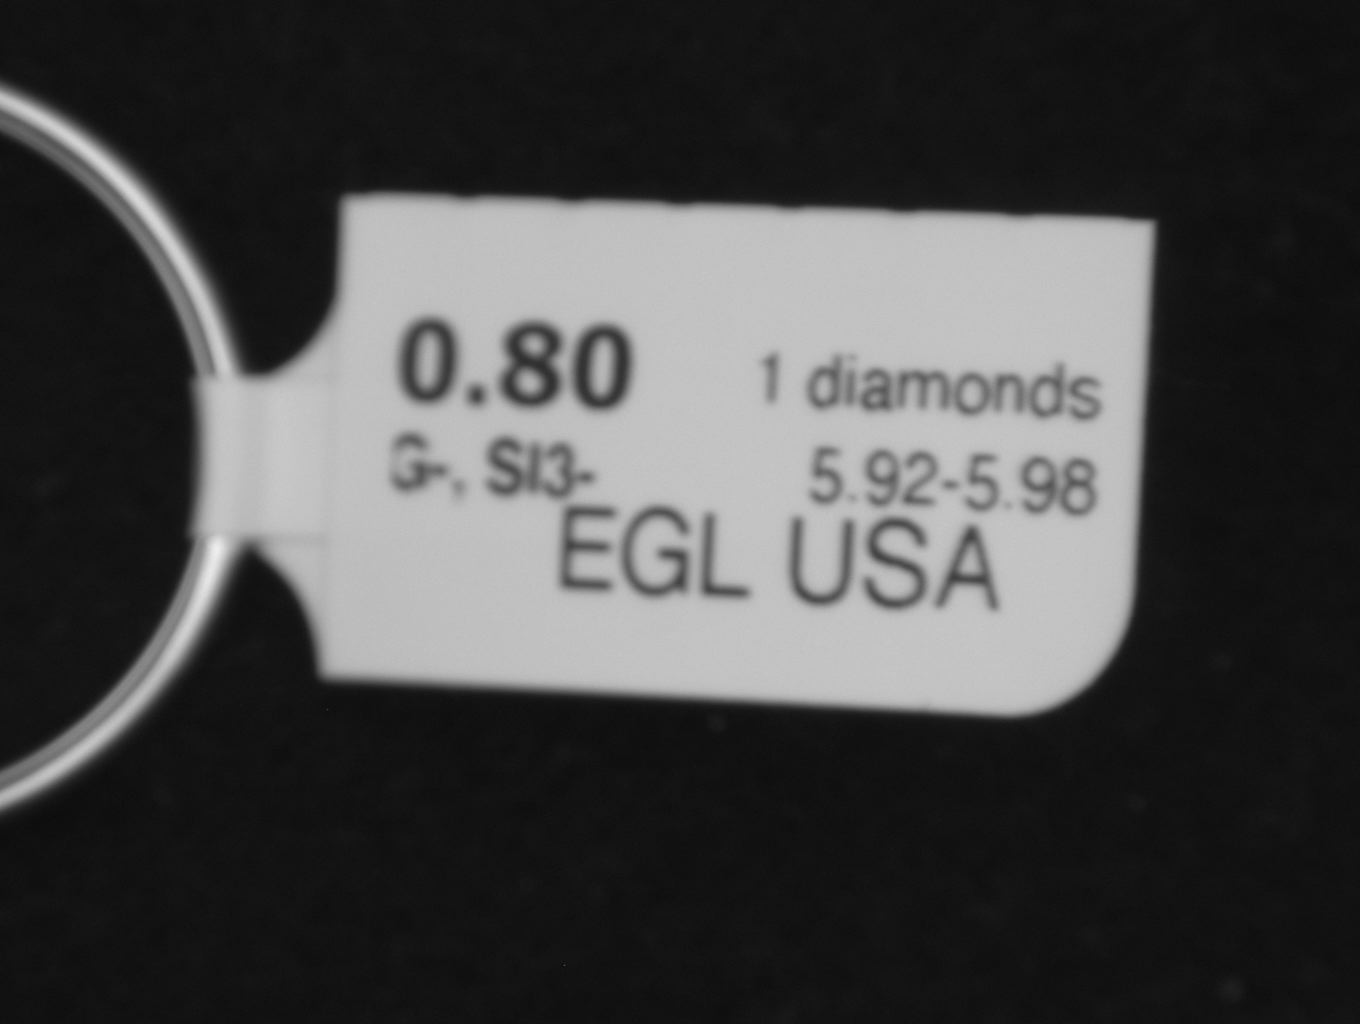 0.80 1 diamonds
G-, SI3- 5.92-5.98
EGL USA